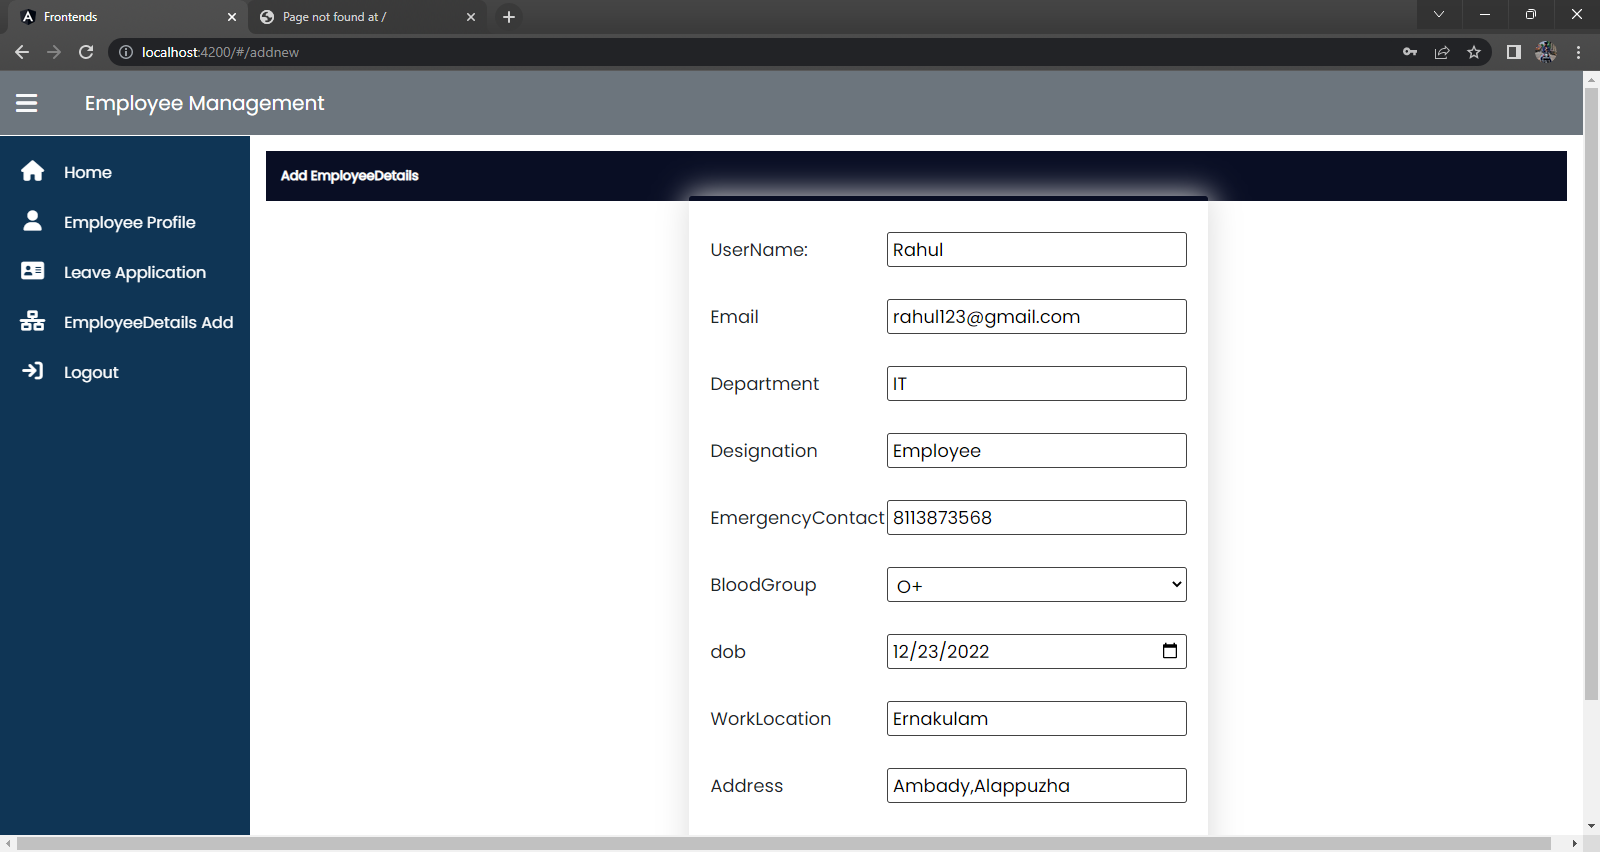 Frontends
Page not found at /
localhost:4200/#/addnew
Employee Management
Home
Employee Profile
Leave Application
EmployeeDetails Add
Logout
Add EmployeeDetails
UserName: Rahul
Email rahul123@gmail.com
Department IT
Designation Employee
EmergencyContact 8113873568
BloodGroup O+
dob 12/23/2022
WorkLocation Ernakulam
Address Ambady,Alappuzha